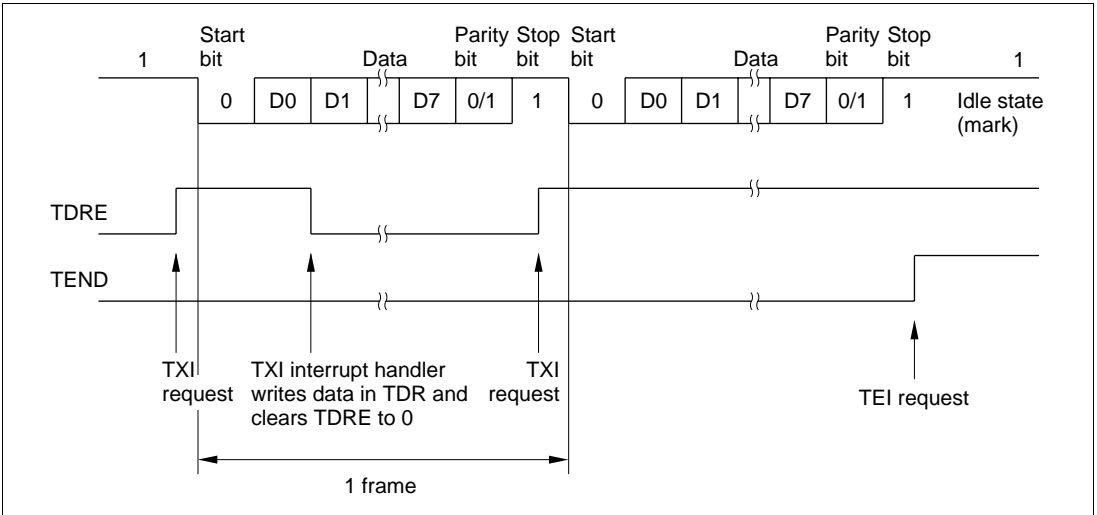 Start Parity Stop Start Parity Stop
1 bit Data bit bit bit Data bit bit 1
0 D0 D1 D7 0/1 1 0 D0 D1 D7 0/1 1 Idle state
(mark)
TDRE
TEND
TXI TXI interrupt handler TXI
request writes data in TDR and request
clears TDRE to 0
TEI request
1 frame